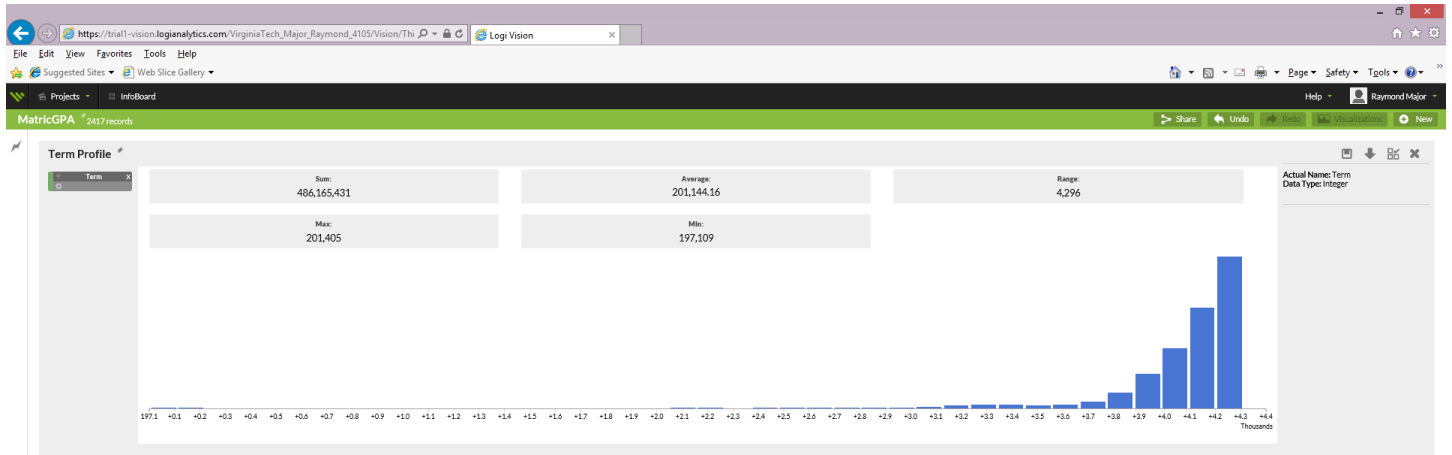 https://trial1-vision.logianalytics.com/VirginiaTech_Major_Raymond_4105/Vision/Thi
Logi Vision
File Edit View Favorites Tools Help
Suggested Sites Web Slice Gallery
Page Safety Tools
Projects InfoBoard
Help Raymond Major
MatricGPA 2417 records
Share Undo Redo Visualizations New
Term Profile
Term x
Sum:
486,165,431
Average:
201,144.16
Range:
4,296
Max:
201,405
Min:
197,109
Actual Name: Term
Data Type: Integer
197.1 +0.1 +0.2 +0.3 +0.4 +0.5 +0.6 +0.7 +0.8 +0.9 +1.0 +1.1 +1.2 +1.3 +1.4 +1.5 +1.6 +1.7 +1.8 +1.9 +2.0 +2.1 +2.2 +2.3 +2.4 +2.5 +2.6 +2.7 +2.8 +2.9 +3.0 +3.1 +3.2 +3.3 +3.4 +3.5 +3.6 +3.7 +3.8 +3.9 +4.0 +4.1 +4.2 +4.3 +4.4
Thousands